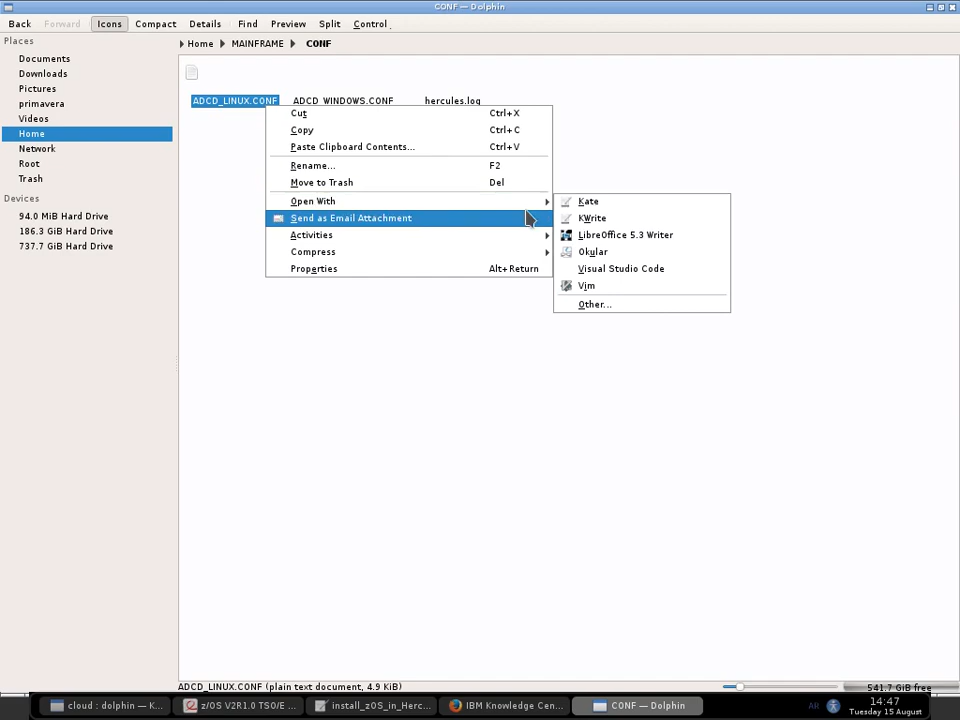 CONF — Dolphin
Back Forward Icons Compact Details Find Preview Split Control
Places
Home MAINFRAME CONF
Documents
Downloads
Pictures
primavera
Videos
Home
Network
Root
Trash
Devices
94.0 MiB Hard Drive
186.3 GiB Hard Drive
737.7 GiB Hard Drive
ADCD_LINUX.CONF ADCD_WINDOWS.CONF hercules.log
Cut Ctrl+X
Copy Ctrl+C
Paste Clipboard Contents... Ctrl+V
Rename... F2
Move to Trash Del
Open With
Send as Email Attachment
Activities
Compress
Properties Alt+Return
Kate
KWrite
LibreOffice 5.3 Writer
Okular
Visual Studio Code
Vim
Other...
ADCD_LINUX.CONF (plain text document, 4.9 KiB)
541.7 GiB free
cloud : dolphin — K...
z/OS V2R1.0 TSO/E ...
install_zOS_in_Herc...
IBM Knowledge Cen...
CONF — Dolphin
AR
14:47
Tuesday 15 August